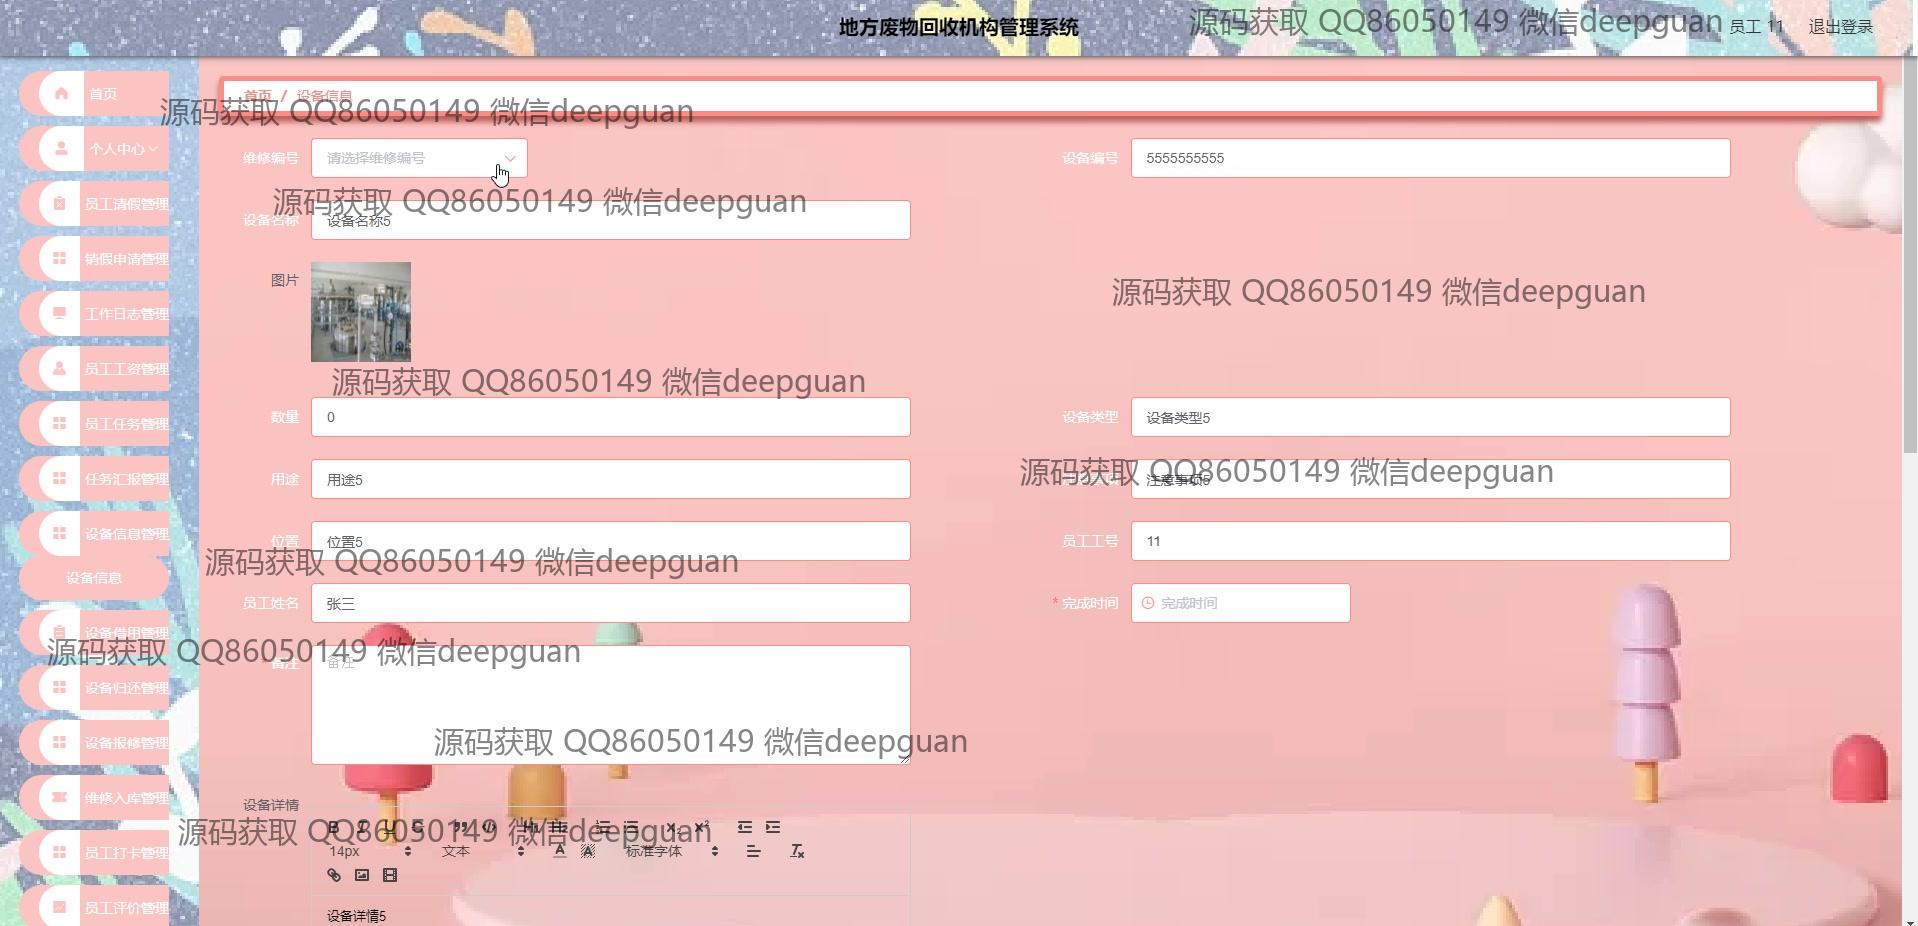 地方废物回收机构管理系统
源码获取 QQ86050149 微信deepguan
员工 11
退出登录
首页
个人中心
员工请假管理
销假申请管理
工作日志管理
员工工资管理
员工任务管理
任务汇报管理
设备信息管理
设备信息
设备借用管理
设备归还管理
设备报修管理
维修入库管理
员工打卡管理
员工评价管理
首页 / 设备信息
源码获取 QQ86050149 微信deepguan
维修编号 请选择维修编号
设备编号 5555555555
源码获取 QQ86050149 微信deepguan
设备名称 设备名称5
图片
源码获取 QQ86050149 微信deepguan
源码获取 QQ86050149 微信deepguan
数量 0
设备类型 设备类型5
源码获取 QQ86050149 微信deepguan
用途 用途5
注意事项5
位置 位置5
员工工号 11
源码获取 QQ86050149 微信deepguan
员工姓名 张三
* 完成时间 完成时间
源码获取 QQ86050149 微信deepguan
备注 备注
源码获取 QQ86050149 微信deepguan
设备详情
源码获取 QQ86050149 微信deepguan
14px 文本 标准字体
设备详情5